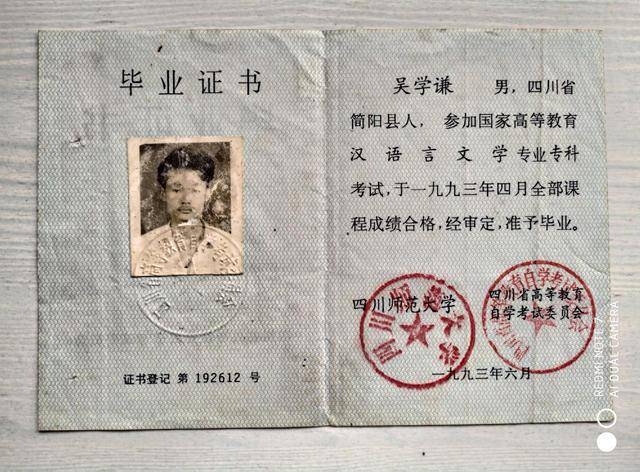 毕业证书
证书登记 第 192612 号
吴学谦 男，四川省
简阳县人， 参加国家高等教育
汉语言文学专业专科
考试，于一九九三年四月全部课
程成绩合格，经审定，准予毕业。
四川师范大学
四川省高等教育
自学考试委员会
一九九三年六月
REDMI NOTE 7
AI DUAL CAMERA